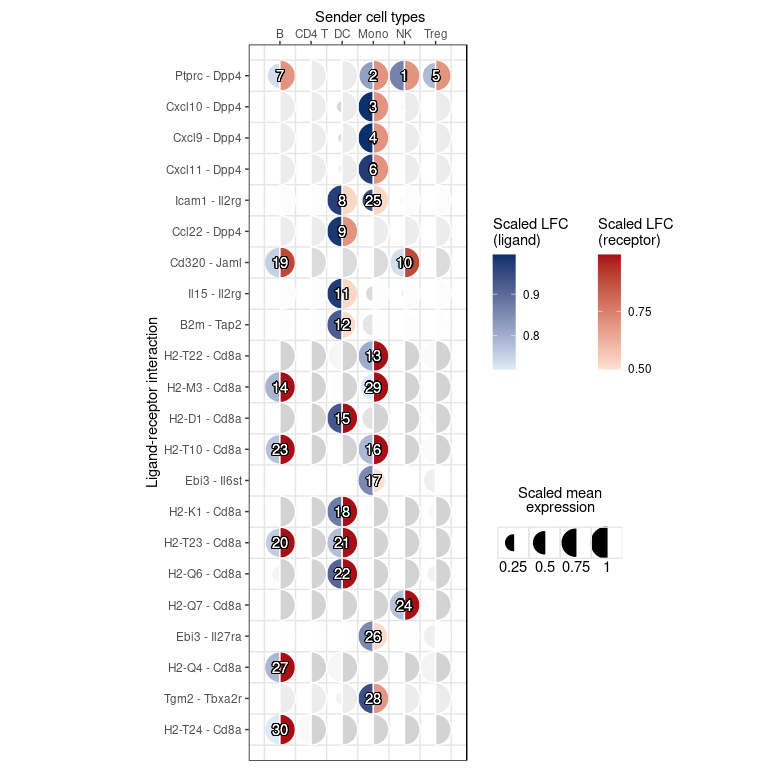 Sender cell types
B CD4 T DC Mono NK Treg
Ligand-receptor interaction
Ptprc - Dpp4 7 2 1 5
Cxcl10 - Dpp4 3
Cxcl9 - Dpp4 4
Cxcl11 - Dpp4 6
Icam1 - Il2rg 8 25
Ccl22 - Dpp4 9
Cd320 - Jaml 19 10
Il15 - Il2rg 11
B2m - Tap2 12
H2-T22 - Cd8a 13
H2-M3 - Cd8a 14 29
H2-D1 - Cd8a 15
H2-T10 - Cd8a 23 16
Ebi3 - Il6st 17
H2-K1 - Cd8a 18
H2-T23 - Cd8a 20 21
H2-Q6 - Cd8a 22
H2-Q7 - Cd8a 24
Ebi3 - Il27ra 26
H2-Q4 - Cd8a 27
Tgm2 - Tbxa2r 28
H2-T24 - Cd8a 30
Scaled LFC
(ligand)
0.9
0.8
Scaled LFC
(receptor)
0.75
0.50
Scaled mean
expression
0.25 0.5 0.75 1